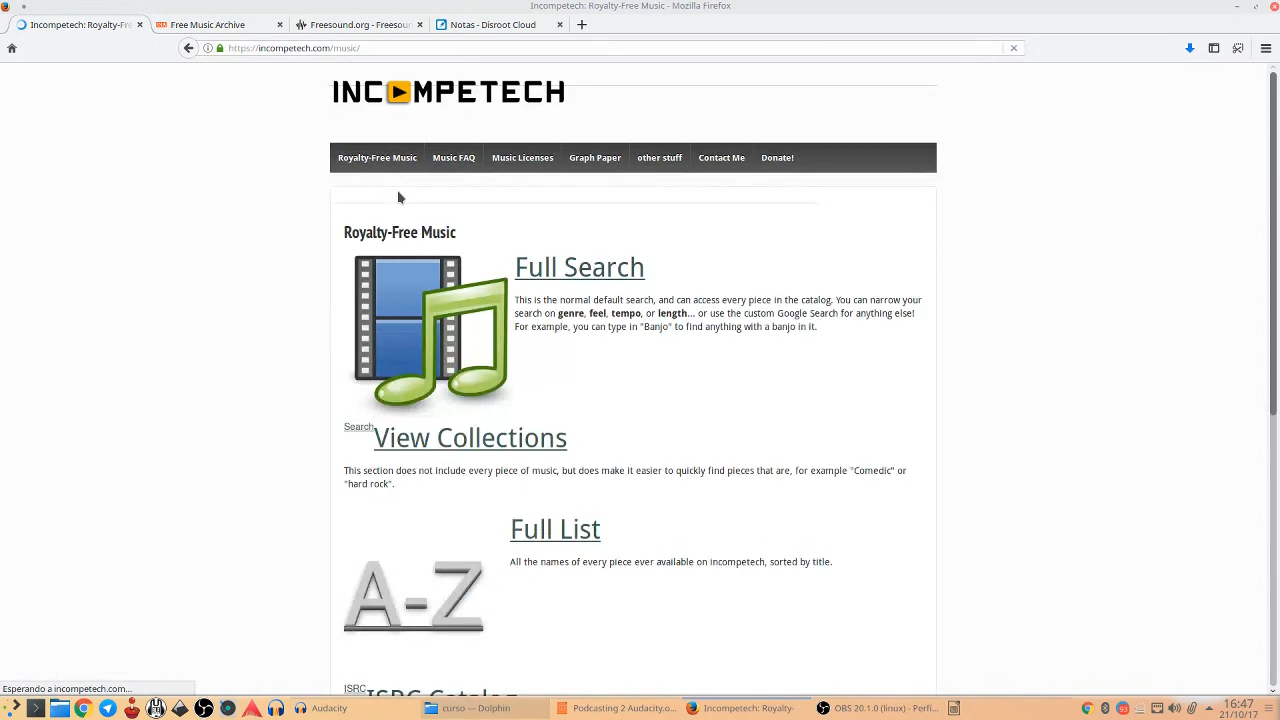 Incompetech: Royalty-Free Music - Mozilla Firefox
Incompetech: Royalty-Fre
Free Music Archive
Freesound.org - Freesoun
Notas - Disroot Cloud
https://incompetech.com/music/
INCOMPETECH
Royalty-Free Music
Music FAQ
Music Licenses
Graph Paper
other stuff
Contact Me
Donate!
Royalty-Free Music
Full Search
This is the normal default search, and can access every piece in the catalog. You can narrow your
search on genre, feel, tempo, or length... or use the custom Google Search for anything else!
For example, you can type in "Banjo" to find anything with a banjo in it.
Search
View Collections
This section does not include every piece of music, but does make it easier to quickly find pieces that are, for example "Comedic" or
"hard rock".
Full List
All the names of every piece ever available on incompetech, sorted by title.
A-Z
ISRC
ISRC Catalog
Esperando a incompetech.com...
Audacity
curso — Dolphin
Podcasting 2 Audacity.o...
Incompetech: Royalty-
OBS 20.1.0 (linux) - Perfi...
16:47
21/10/17